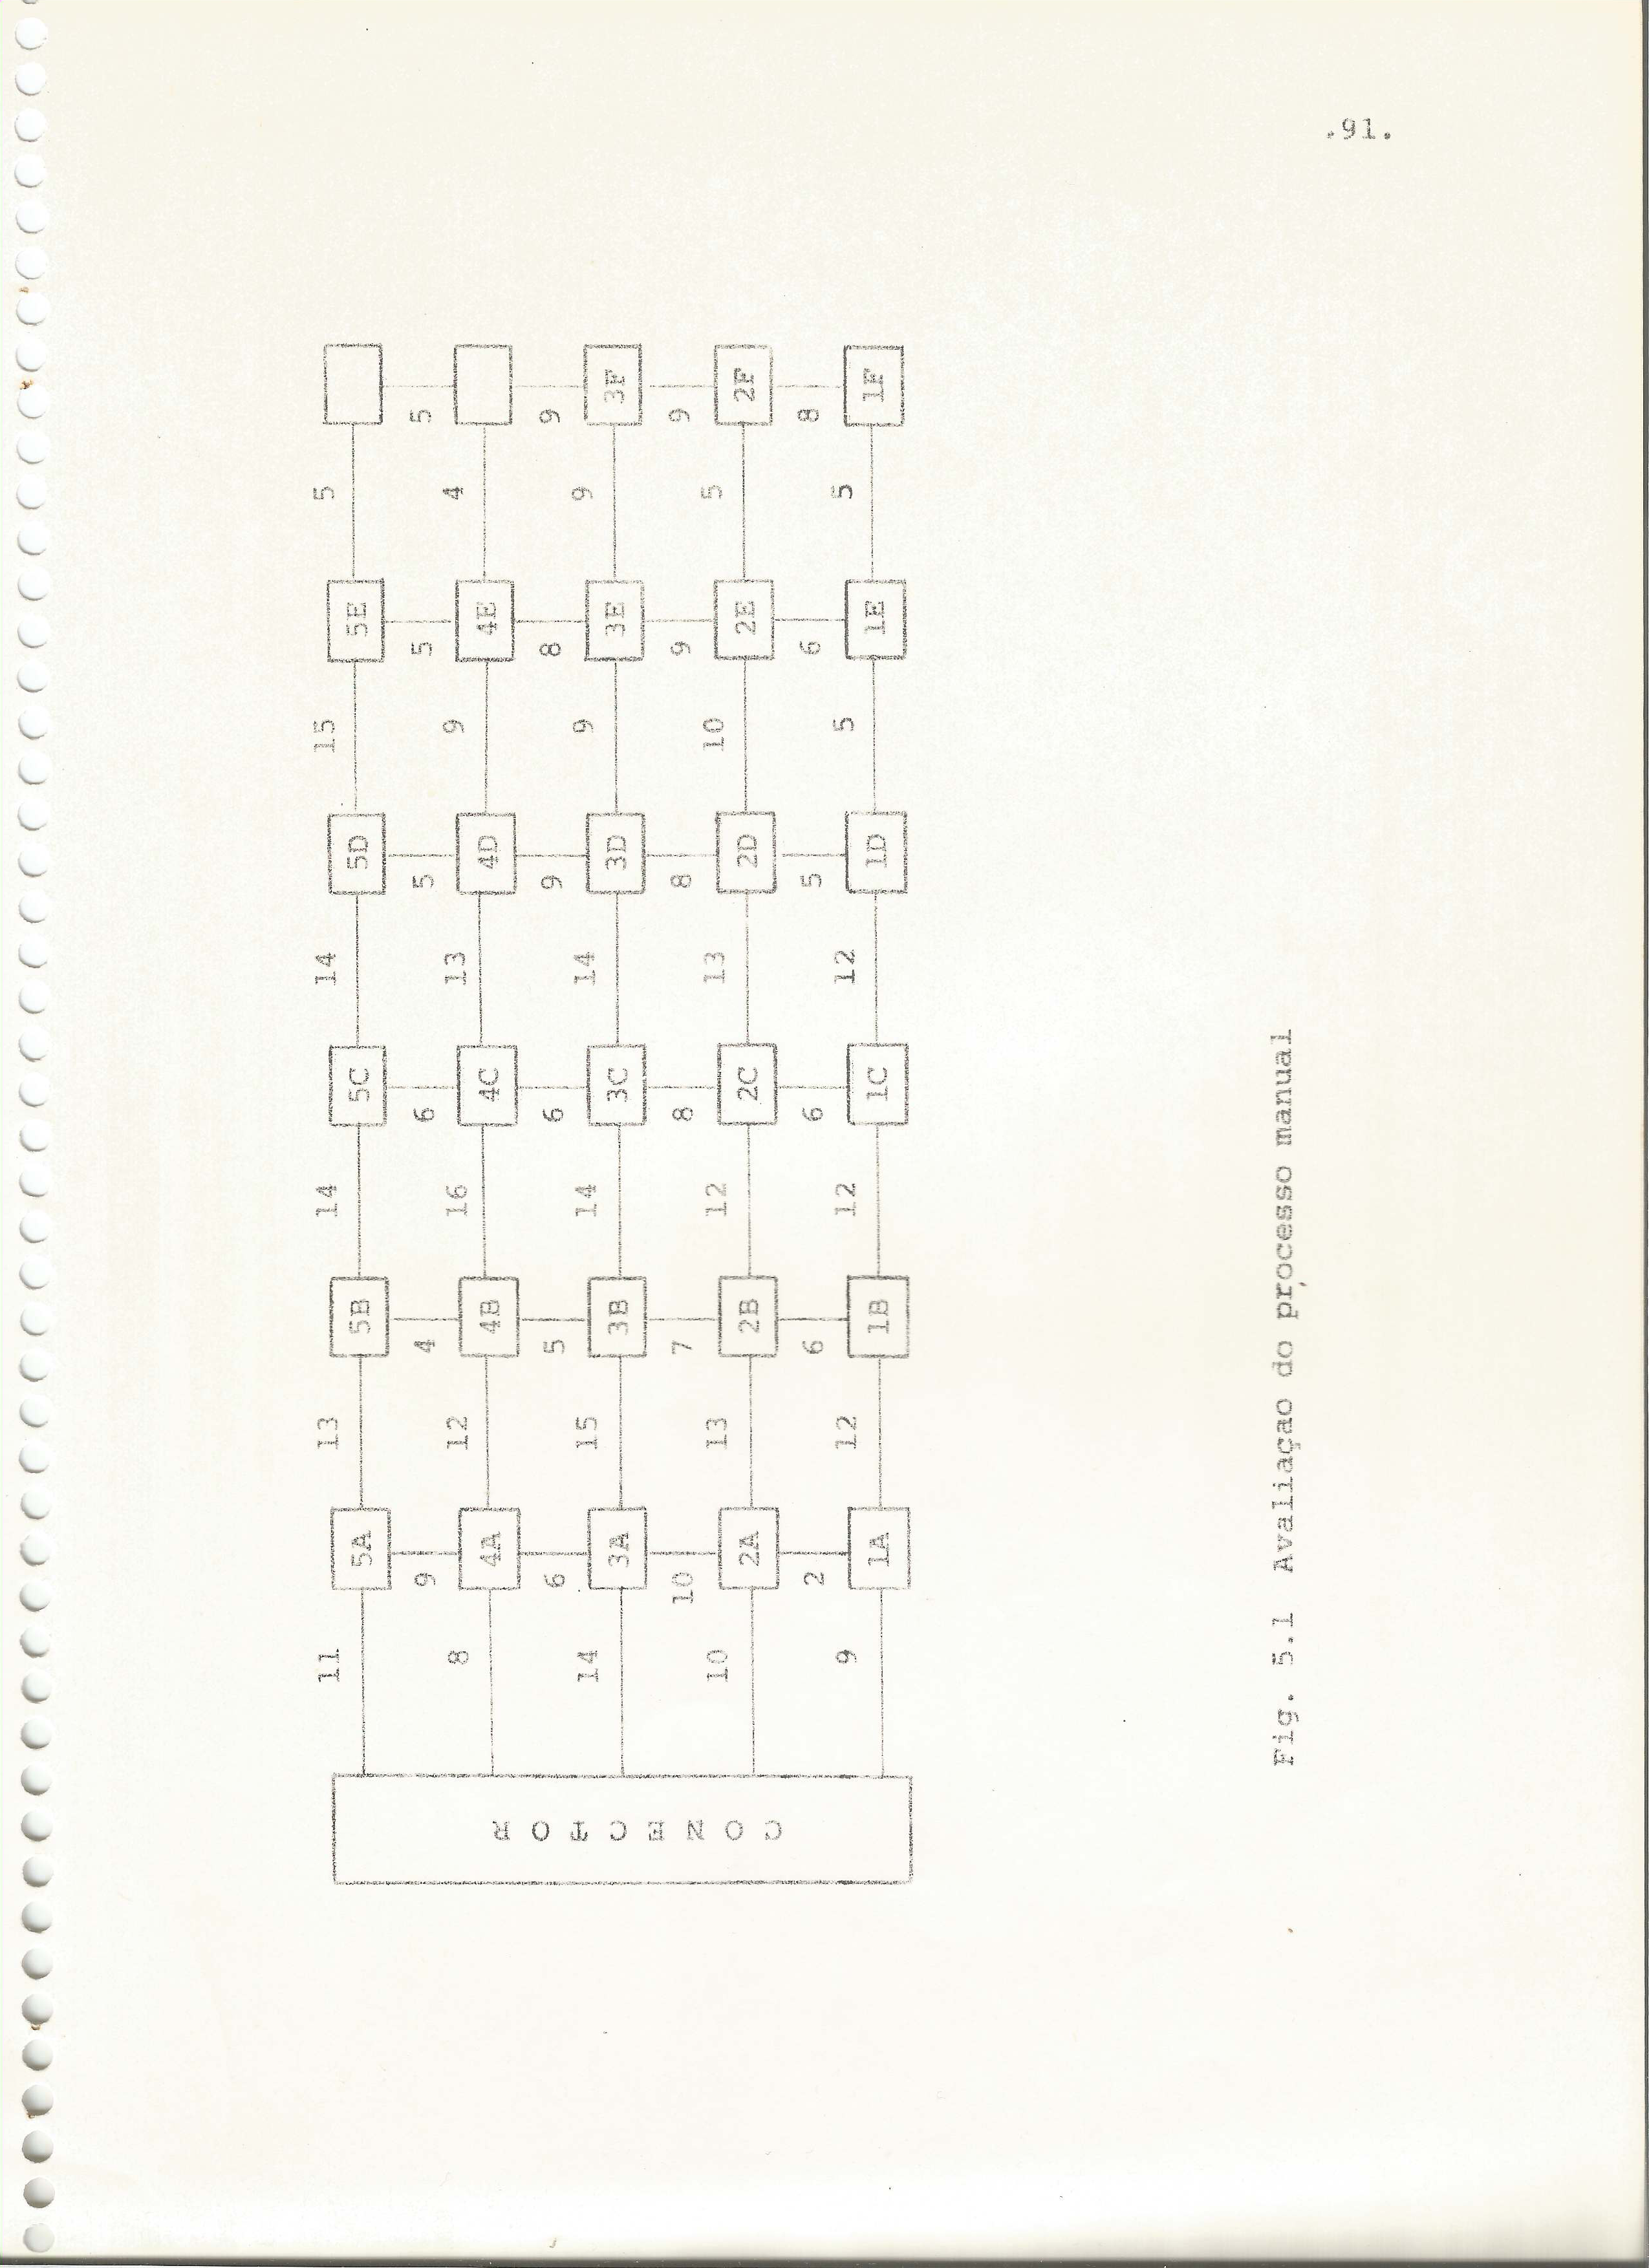 .91.
11 13 14 14 15 5
5A 5B 5C 5D 5E
9 4 6 5 5 5
8 12 16 13 9 4
4A 4B 4C 4D 4E
6 5 6 9 8 9
14 15 14 14 9 9
3A 3B 3C 3D 3E 3F
10 7 8 8 9 9
10 13 12 13 10 5
2A 2B 2C 2D 2E 2F
2 6 6 5 6 8
9 12 12 12 5 5
1A 1B 1C 1D 1E 1F
CONECTOR
Fig. 5.1 Avaliaçao do processo manual